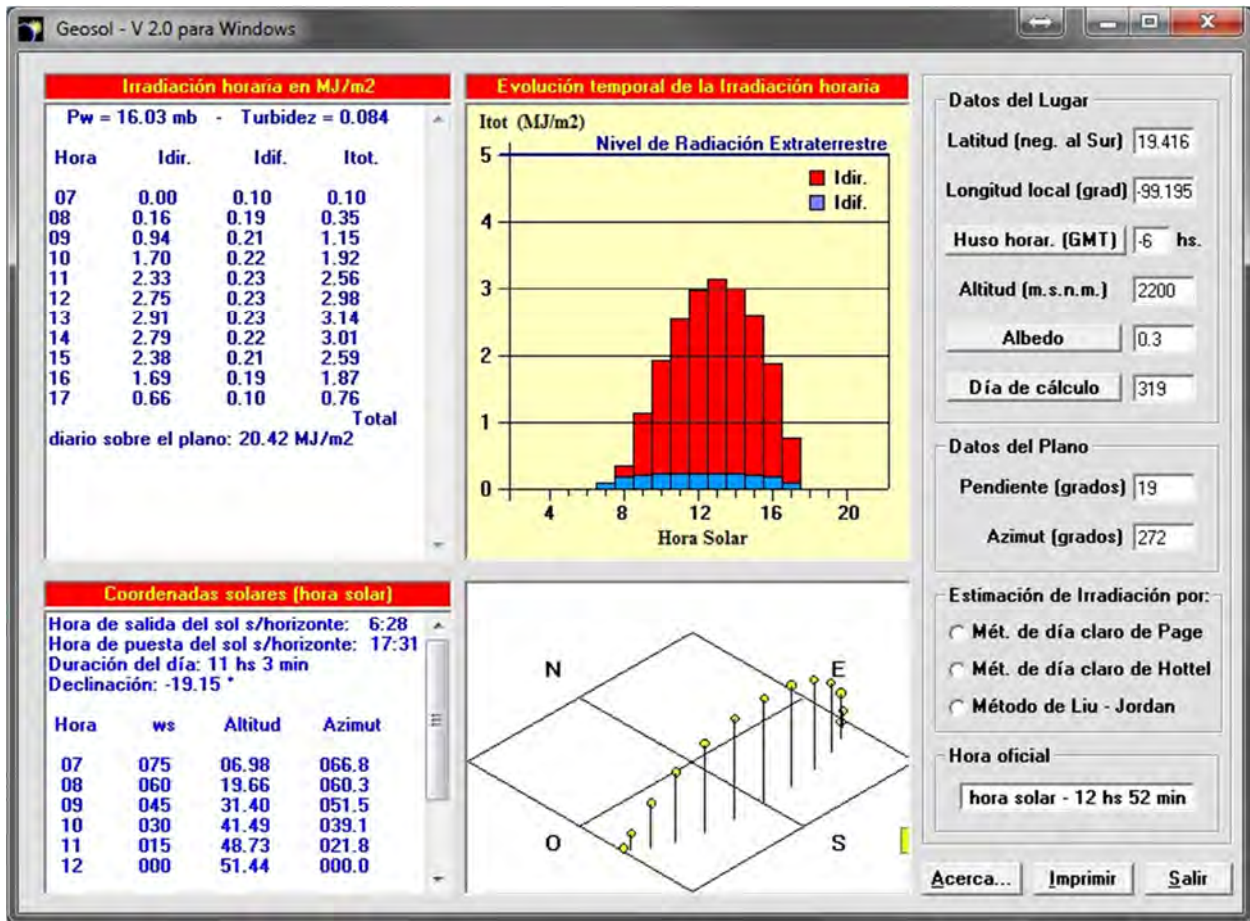 Geosol - V 2.0 para Windows
Irradiación horaria en MJ/m2
Pw = 16.03 mb - Turbidez = 0.084
Hora Idir. Idif. Itot.
07 0.00 0.10 0.10
08 0.16 0.19 0.35
09 0.94 0.21 1.15
10 1.70 0.22 1.92
11 2.33 0.23 2.56
12 2.75 0.23 2.98
13 2.91 0.23 3.14
14 2.79 0.22 3.01
15 2.38 0.21 2.59
16 1.69 0.19 1.87
17 0.66 0.10 0.76
Total
diario sobre el plano: 20.42 MJ/m2
Evolución temporal de la Irradiación horaria
Itot (MJ/m2)
Nivel de Radiación Extraterrestre
5
Idir.
Idif.
4
3
2
1
0
4 8 12 16 20
Hora Solar
Coordenadas solares (hora solar)
Hora de salida del sol s/horizonte: 6:28
Hora de puesta del sol s/horizonte: 17:31
Duración del día: 11 hs 3 min
Declinación: -19.15 °
Hora ws Altitud Azimut
07 075 06.98 066.8
08 060 19.66 060.3
09 045 31.40 051.5
10 030 41.49 039.1
11 015 48.73 021.8
12 000 51.44 000.0
N E
O S
Datos del Lugar
Latitud (neg. al Sur) 19.416
Longitud local (grad) -99.195
Huso horar. (GMT) -6 hs.
Altitud (m.s.n.m.) 2200
Albedo 0.3
Día de cálculo 319
Datos del Plano
Pendiente (grados) 19
Azimut (grados) 272
Estimación de Irradiación por:
Mét. de día claro de Page
Mét. de día claro de Hottel
Método de Liu - Jordan
Hora oficial
hora solar - 12 hs 52 min
Acerca... Imprimir Salir